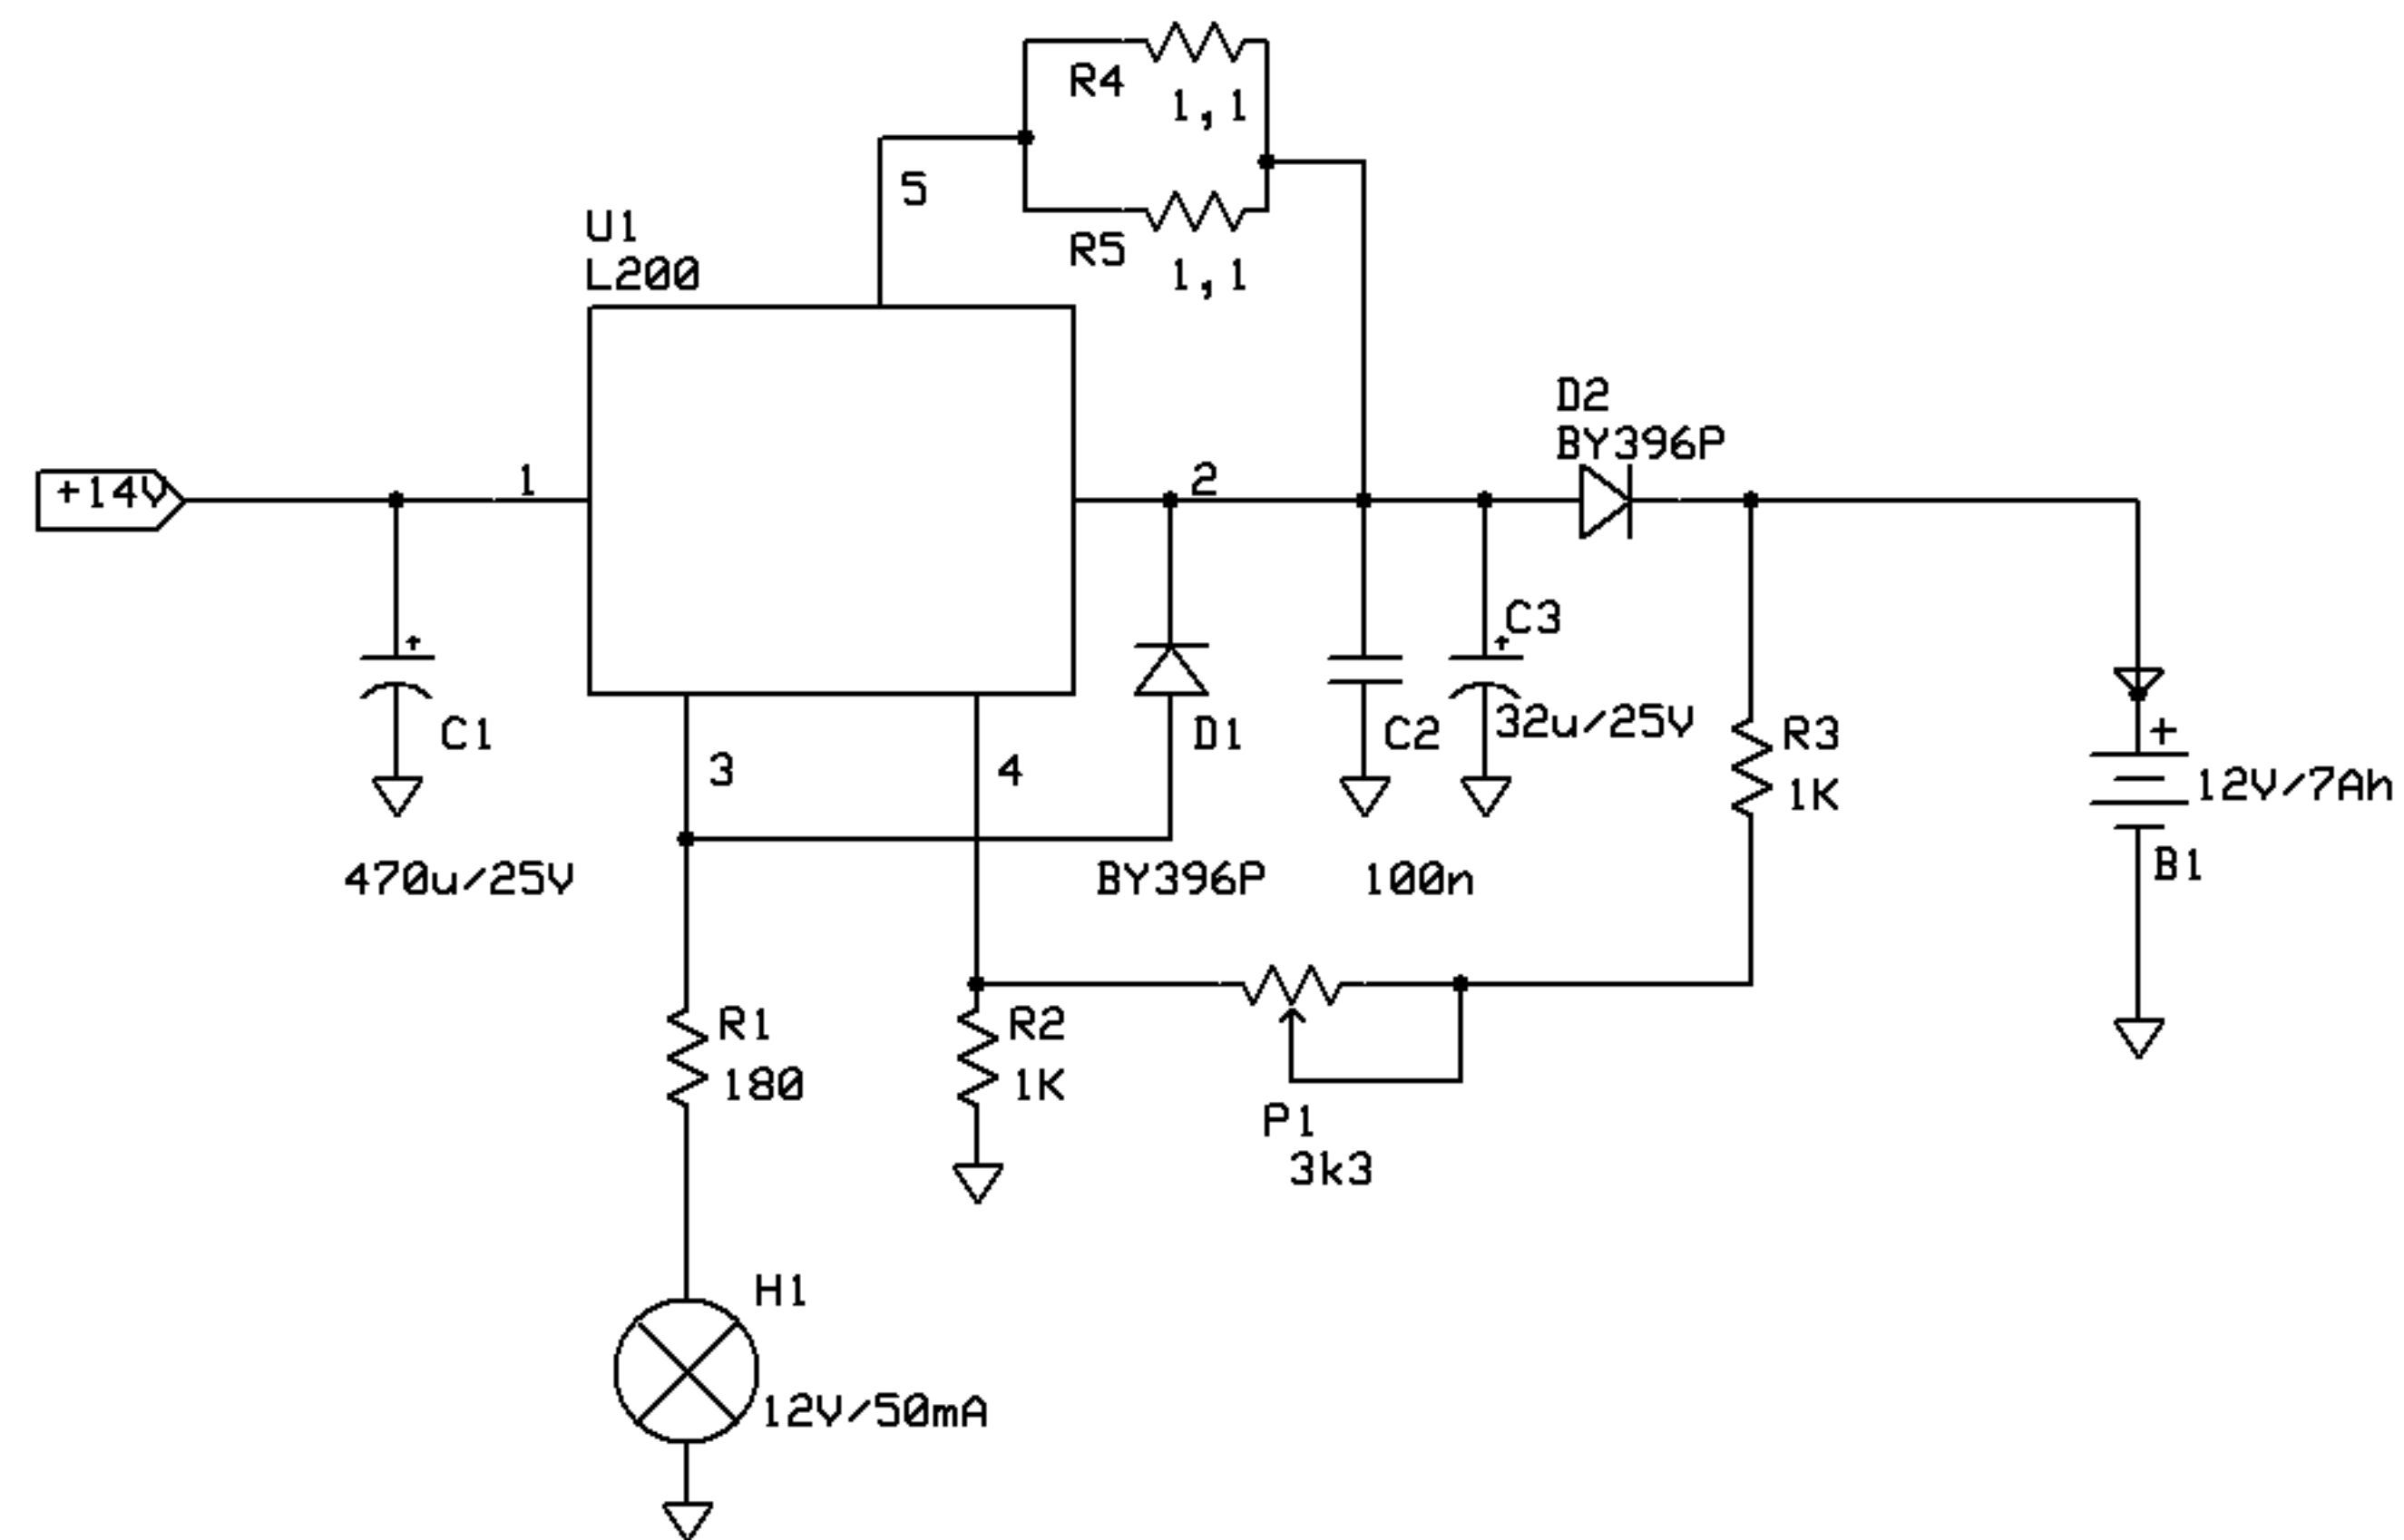 R4
1,1
5
R5
1,1
U1
L200
D2
BY396P
+14V
1
2
C3
32u/25V
C1
3
4
D1
C2
R3
1K
+
12V/7Ah
B1
470u/25V
BY396P
100n
R1
180
R2
1K
P1
3k3
H1
12V/50mA